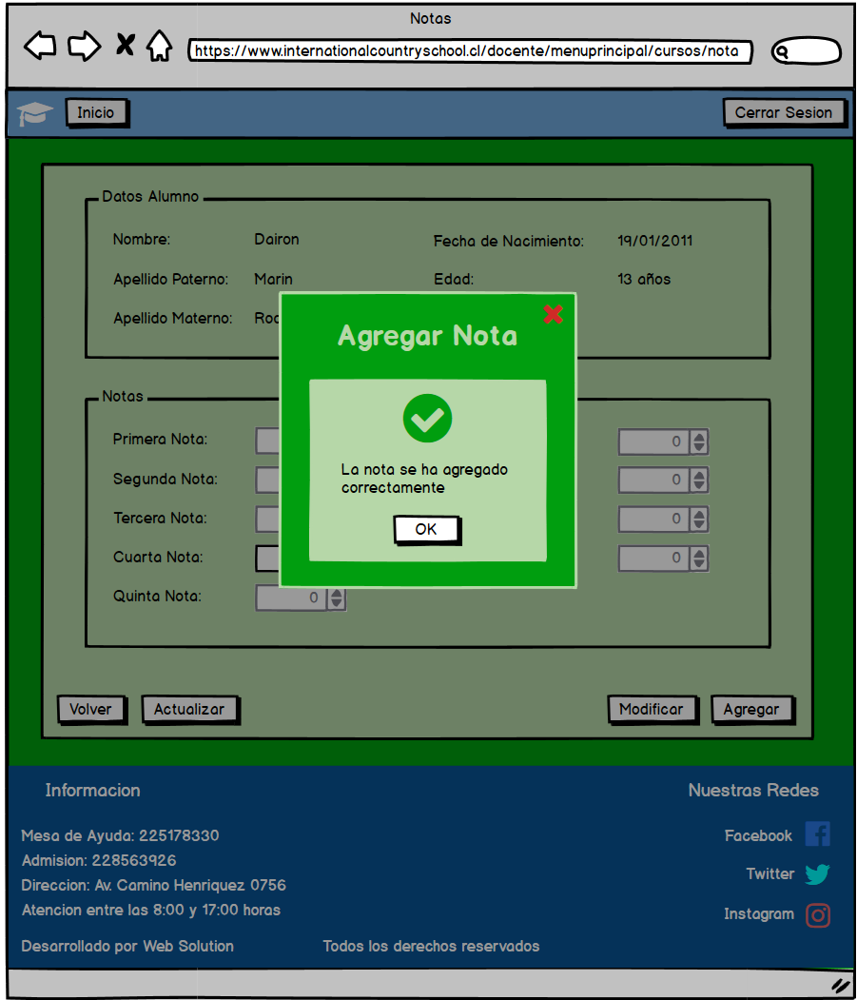 Notas
https://www.internationalcountryschool.cl/docente/menuprincipal/cursos/nota
Inicio
Cerrar Sesion
Datos Alumno
Nombre: Dairon Fecha de Nacimiento: 19/01/2011
Apellido Paterno: Marin Edad: 13 años
Apellido Materno:
Agregar Nota
La nota se ha agregado
correctamente
OK
Notas
Primera Nota: 0
Segunda Nota: 0
Tercera Nota: 0
Cuarta Nota: 0
Quinta Nota: 0
Volver Actualizar Modificar Agregar
Informacion
Mesa de Ayuda: 225178330
Admision: 228563926
Direccion: Av. Camino Henriquez 0756
Atencion entre las 8:00 y 17:00 horas
Desarrollado por Web Solution Todos los derechos reservados
Nuestras Redes
Facebook
Twitter
Instagram